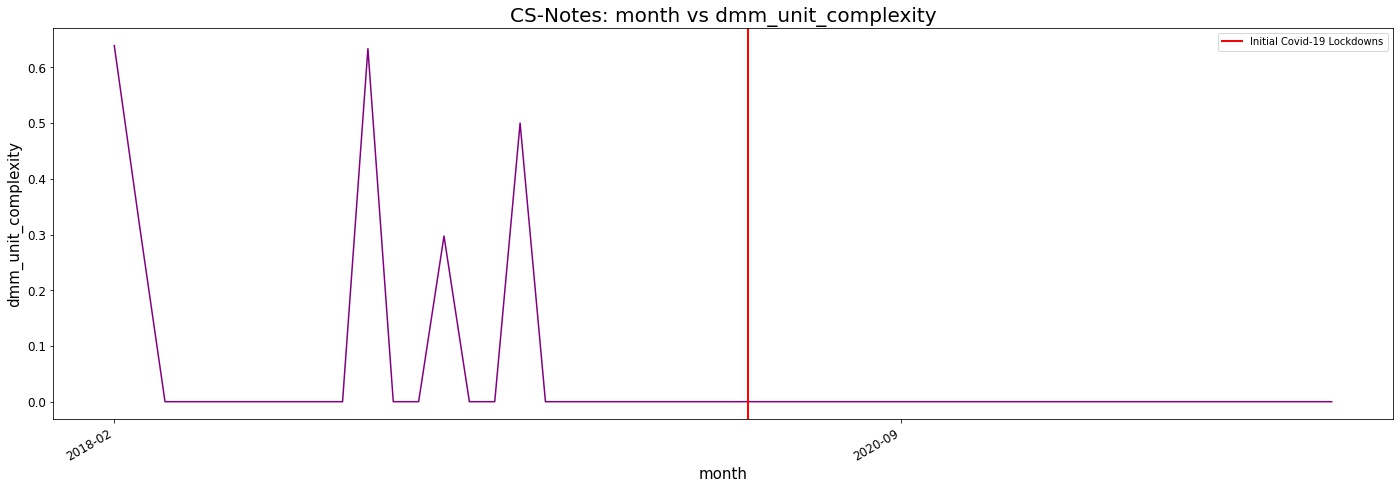 CS-Notes: month vs dmm_unit_complexity
Initial Covid-19 Lockdowns
dmm_unit_complexity
0.6
0.5
0.4
0.3
0.2
0.1
0.0
2018-02
2020-09
month